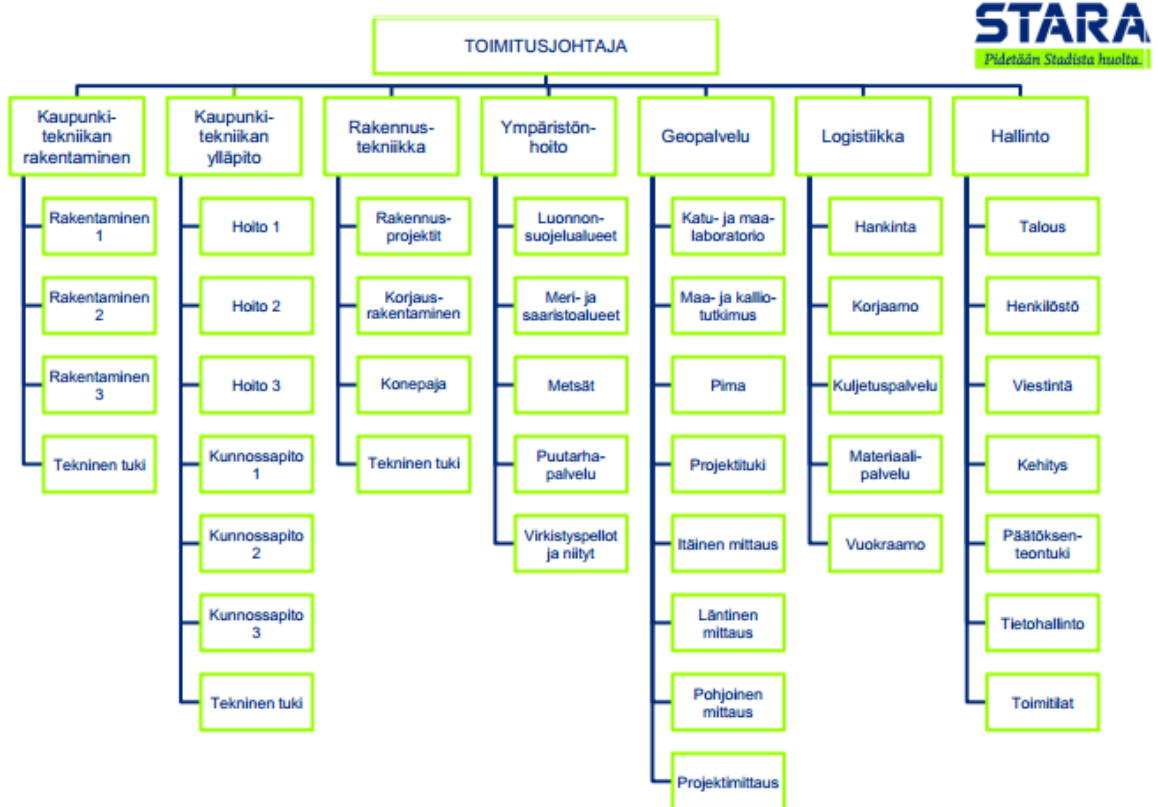 STARA
Pidetään Stadista huolta.
TOIMITUSJOHTAJA
Kaupunki-
tekniikan
rakentaminen
Rakentaminen
1
Rakentaminen
2
Rakentaminen
3
Tekninen tuki
Kaupunki-
tekniikan
ylläpito
Hoito 1
Hoito 2
Hoito 3
Kunnossapito
1
Kunnossapito
2
Kunnossapito
3
Tekninen tuki
Rakennus-
tekniikka
Rakennus-
projektit
Korjaus-
rakentaminen
Konepaja
Tekninen tuki
Ympäristön-
hoito
Luonnon-
suojelualueet
Meri- ja
saaristoalueet
Metsät
Puutarha-
palvelu
Virkistyspellot
ja niityt
Geopalvelu
Katu- ja maa-
laboratorio
Maa- ja kallio-
tutkimus
Pima
Projektituki
Itäinen mittaus
Läntinen
mittaus
Pohjoinen
mittaus
Projektimittaus
Logistiikka
Hankinta
Korjaamo
Kuljetuspalvelu
Materiaali-
palvelu
Vuokraamo
Hallinto
Talous
Henkilöstö
Viestintä
Kehitys
Päätöksen-
teontuki
Tietohallinto
Toimitilat